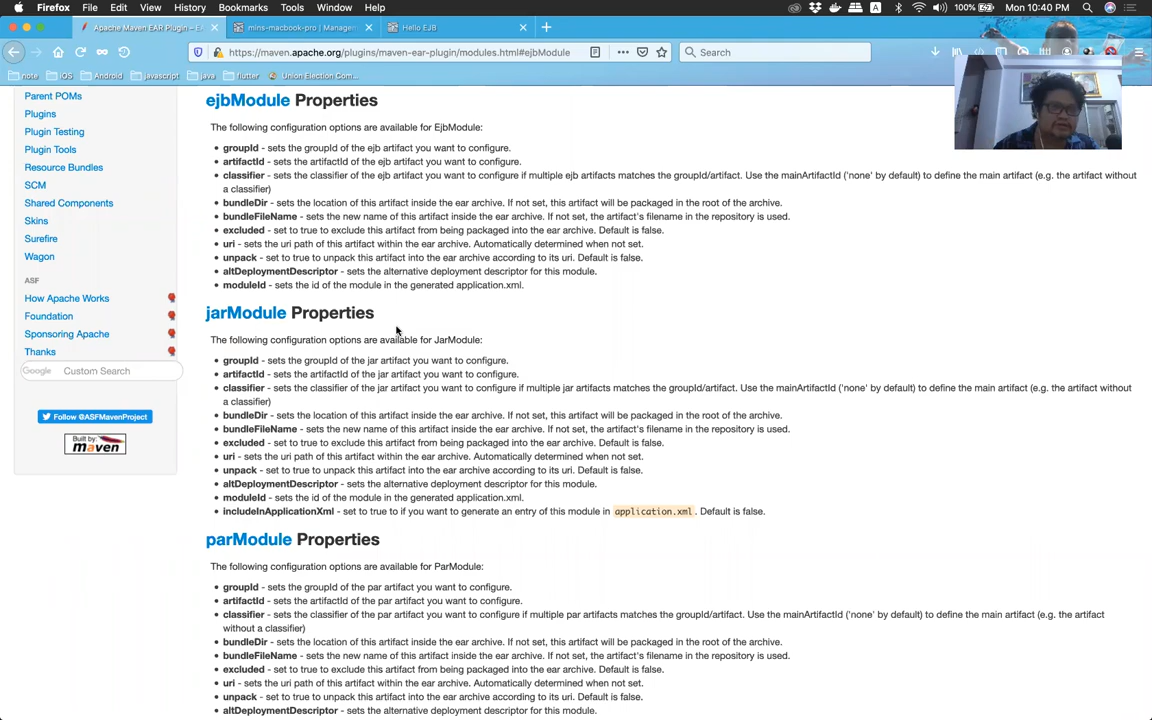 Firefox File Edit View History Bookmarks Tools Window Help 100% Mon 10:40 PM
Apache Maven EAR Plugin – E mins-macbook-pro | Manage Hello EJB
https://maven.apache.org/plugins/maven-ear-plugin/modules.html#ejbModule Search
note iOS Android javascript java flutter Union Election Com...
Parent POMs
Plugins
Plugin Testing
Plugin Tools
Resource Bundles
SCM
Shared Components
Skins
Surefire
Wagon
ASF
How Apache Works
Foundation
Sponsoring Apache
Thanks
Google Custom Search
Follow @ASFMavenProject
Built by:
maven
ejbModule Properties
The following configuration options are available for EjbModule:
• groupId - sets the groupId of the ejb artifact you want to configure.
• artifactId - sets the artifactId of the ejb artifact you want to configure.
• classifier - sets the classifier of the ejb artifact you want to configure if multiple ejb artifacts matches the groupId/artifact. Use the mainArtifactId ('none' by default) to define the main artifact (e.g. the artifact without
a classifier)
• bundleDir - sets the location of this artifact inside the ear archive. If not set, this artifact will be packaged in the root of the archive.
• bundleFileName - sets the new name of this artifact inside the ear archive. If not set, the artifact's filename in the repository is used.
• excluded - set to true to exclude this artifact from being packaged into the ear archive. Default is false.
• uri - sets the uri path of this artifact within the ear archive. Automatically determined when not set.
• unpack - set to true to unpack this artifact into the ear archive according to its uri. Default is false.
• altDeploymentDescriptor - sets the alternative deployment descriptor for this module.
• moduleId - sets the id of the module in the generated application.xml.
jarModule Properties
The following configuration options are available for JarModule:
• groupId - sets the groupId of the jar artifact you want to configure.
• artifactId - sets the artifactId of the jar artifact you want to configure.
• classifier - sets the classifier of the jar artifact you want to configure if multiple jar artifacts matches the groupId/artifact. Use the mainArtifactId ('none' by default) to define the main artifact (e.g. the artifact without
a classifier)
• bundleDir - sets the location of this artifact inside the ear archive. If not set, this artifact will be packaged in the root of the archive.
• bundleFileName - sets the new name of this artifact inside the ear archive. If not set, the artifact's filename in the repository is used.
• excluded - set to true to exclude this artifact from being packaged into the ear archive. Default is false.
• uri - sets the uri path of this artifact within the ear archive. Automatically determined when not set.
• unpack - set to true to unpack this artifact into the ear archive according to its uri. Default is false.
• altDeploymentDescriptor - sets the alternative deployment descriptor for this module.
• moduleId - sets the id of the module in the generated application.xml.
• includeInApplicationXml - set to true to if you want to generate an entry of this module in application.xml. Default is false.
parModule Properties
The following configuration options are available for ParModule:
• groupId - sets the groupId of the par artifact you want to configure.
• artifactId - sets the artifactId of the par artifact you want to configure.
• classifier - sets the classifier of the par artifact you want to configure if multiple par artifacts matches the groupId/artifact. Use the mainArtifactId ('none' by default) to define the main artifact (e.g. the artifact
without a classifier)
• bundleDir - sets the location of this artifact inside the ear archive. If not set, this artifact will be packaged in the root of the archive.
• bundleFileName - sets the new name of this artifact inside the ear archive. If not set, the artifact's filename in the repository is used.
• excluded - set to true to exclude this artifact from being packaged into the ear archive. Default is false.
• uri - sets the uri path of this artifact within the ear archive. Automatically determined when not set.
• unpack - set to true to unpack this artifact into the ear archive according to its uri. Default is false.
• altDeploymentDescriptor - sets the alternative deployment descriptor for this module.